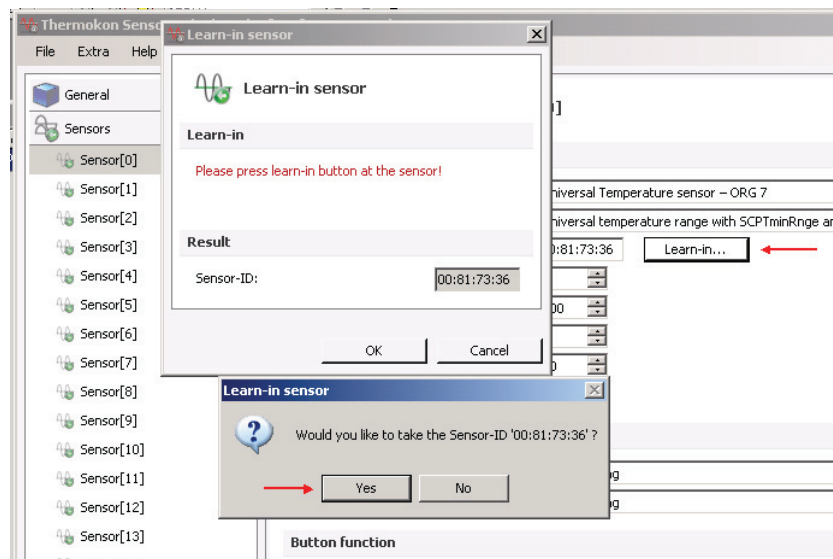 Thermokon Senso
File Extra Help
General
Sensors
Sensor[0]
Sensor[1]
Sensor[2]
Sensor[3]
Sensor[4]
Sensor[5]
Sensor[6]
Sensor[7]
Sensor[8]
Sensor[9]
Sensor[10]
Sensor[11]
Sensor[12]
Sensor[13]
Learn-in sensor
Learn-in sensor
Learn-in
Please press learn-in button at the sensor!
Result
Sensor-ID: 00:81:73:36
OK Cancel
Learn-in sensor
Would you like to take the Sensor-ID '00:81:73:36' ?
Yes No
]
niversal Temperature sensor – ORG 7
niversal temperature range with SCPTminRnge ar
:81:73:36 Learn-in...
00
g
g
Button function